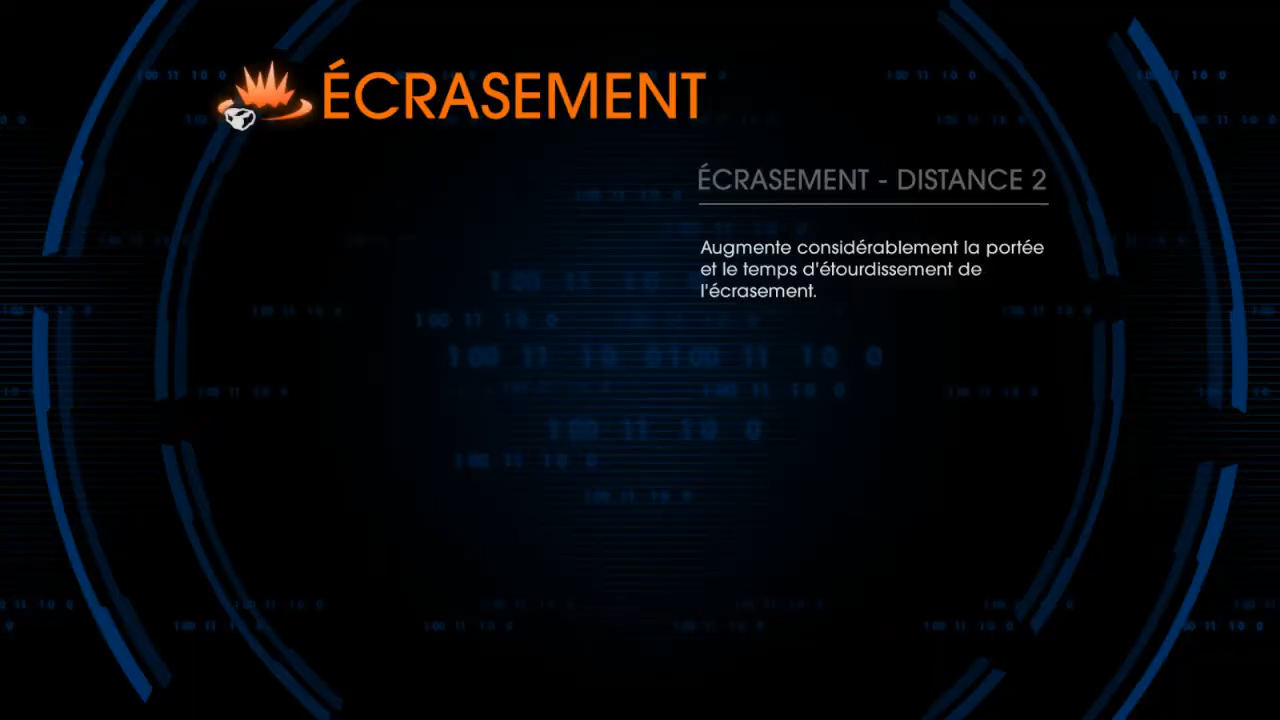 ÉCRASEMENT
ÉCRASEMENT - DISTANCE 2
Augmente considérablement la portée
et le temps d'étourdissement de
l'écrasement.